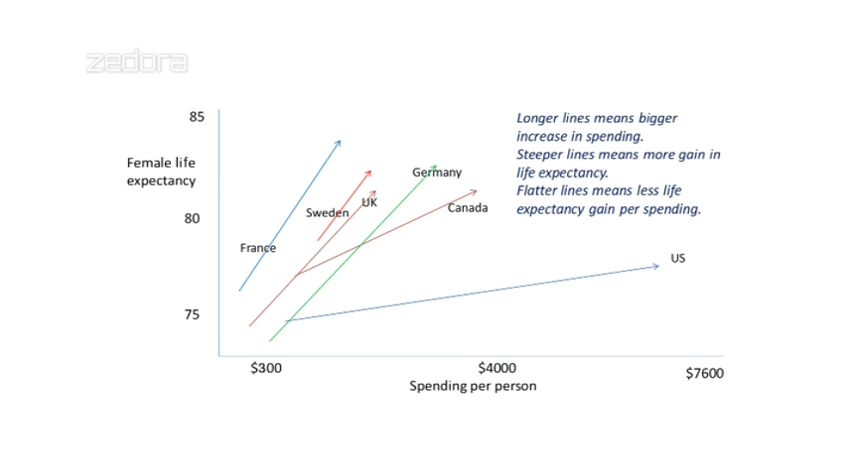 zedora
85
Longer lines means bigger
increase in spending.
Steeper lines means more gain in
life expectancy.
Flatter lines means less life
expectancy gain per spending.
Female life
expectancy
Germany
UK
Sweden
Canada
80
France
US
75
$300
$4000
$7600
Spending per person